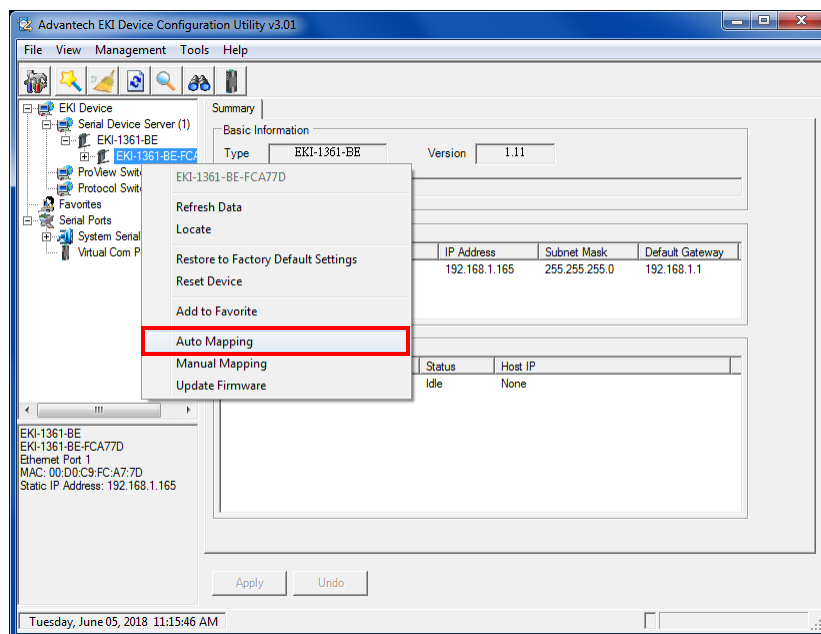 Advantech EKI Device Configuration Utility v3.01
File View Management Tools Help
EKI Device
Serial Device Server (1)
EKI-1361-BE
EKI-1361-BE-FCA
ProView Swit
Protocol Swit
Favorites
Serial Ports
System Serial
Virtual Com P
EKI-1361-BE-FCA77D
Refresh Data
Locate
Restore to Factory Default Settings
Reset Device
Add to Favorite
Auto Mapping
Manual Mapping
Update Firmware
Summary
Basic Information
Type EKI-1361-BE Version 1.11
IP Address Subnet Mask Default Gateway
192.168.1.165 255.255.255.0 192.168.1.1
Status Host IP
Idle None
EKI-1361-BE
EKI-1361-BE-FCA77D
Ethernet Port 1
MAC: 00:D0:C9:FC:A7:7D
Static IP Address: 192.168.1.165
Apply Undo
Tuesday, June 05, 2018 11:15:46 AM